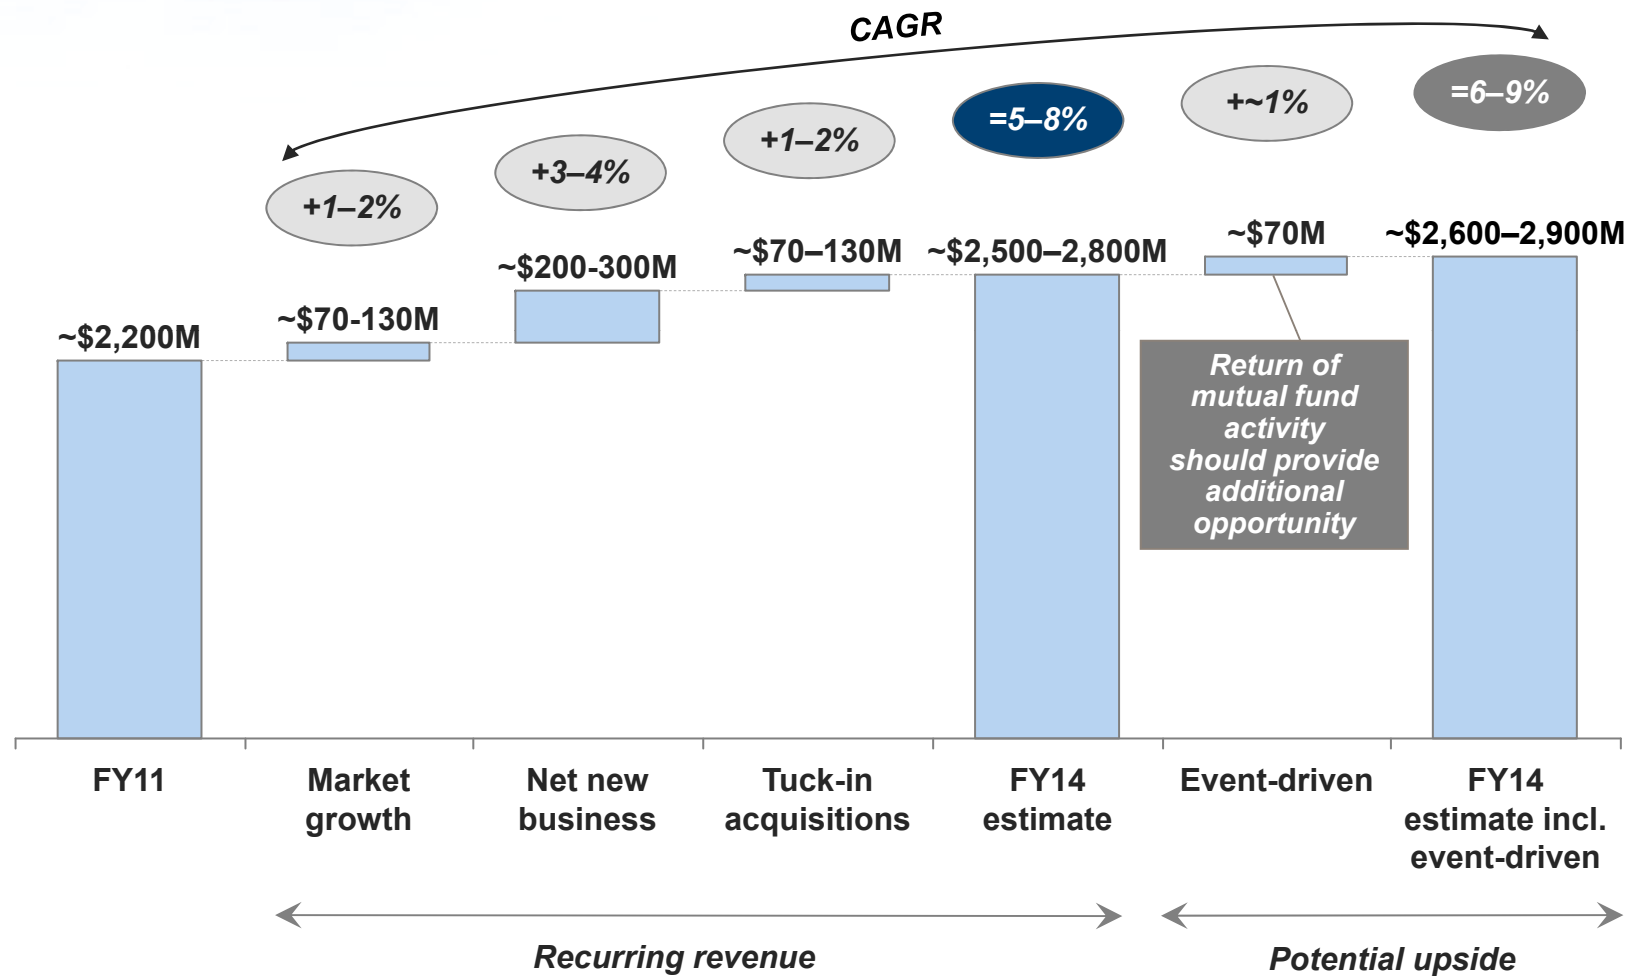 CAGR
+1–2%
+3–4%
+1–2%
=5–8%
+~1%
=6–9%
~$2,200M
~$70-130M
~$200-300M
~$70–130M
~$2,500–2,800M
~$70M
~$2,600–2,900M
Return of
mutual fund
activity
should provide
additional
opportunity
FY11
Market
growth
Net new
business
Tuck-in
acquisitions
FY14
estimate
Event-driven
FY14
estimate incl.
event-driven
Recurring revenue
Potential upside